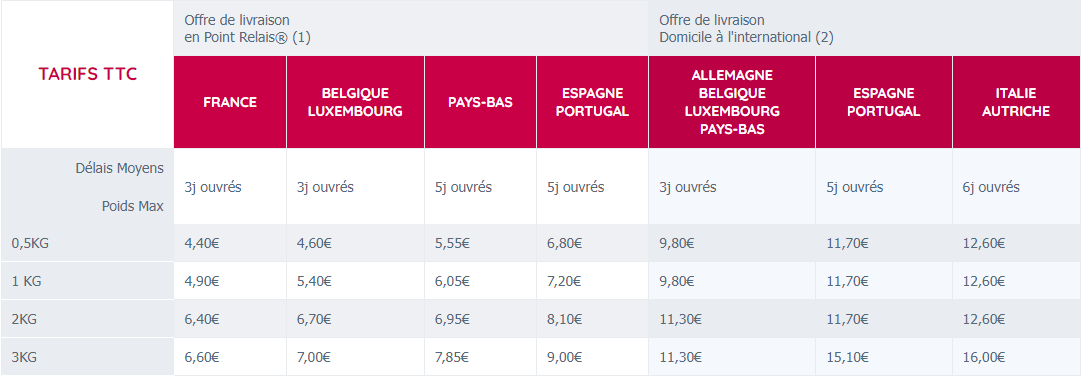 TARIFS TTC
Offre de livraison
en Point Relais® (1)
Offre de livraison
Domicile à l'international (2)
FRANCE
BELGIQUE
LUXEMBOURG
PAYS-BAS
ESPAGNE
PORTUGAL
ALLEMAGNE
BELGIQUE
LUXEMBOURG
PAYS-BAS
ESPAGNE
PORTUGAL
ITALIE
AUTRICHE
Délais Moyens
Poids Max
3j ouvrés 3j ouvrés 5j ouvrés 5j ouvrés 3j ouvrés 5j ouvrés 6j ouvrés
0,5KG 4,40€ 4,60€ 5,55€ 6,80€ 9,80€ 11,70€ 12,60€
1 KG 4,90€ 5,40€ 6,05€ 7,20€ 9,80€ 11,70€ 12,60€
2KG 6,40€ 6,70€ 6,95€ 8,10€ 11,30€ 11,70€ 12,60€
3KG 6,60€ 7,00€ 7,85€ 9,00€ 11,30€ 15,10€ 16,00€